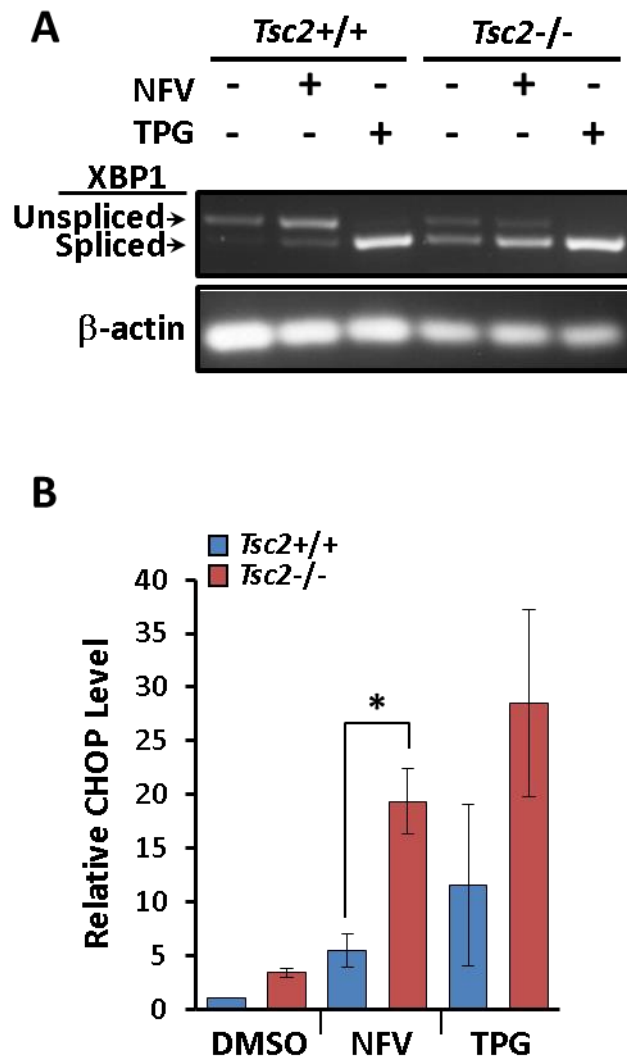 A
Tsc2+/+ Tsc2-/-
NFV - + - - + -
TPG - - + - - +
XBP1
Unspliced→
Spliced→
β-actin
B
Tsc2+/+
Tsc2-/-
40
35
30
25
20
15
10
5
0
Relative CHOP Level
*
DMSO NFV TPG